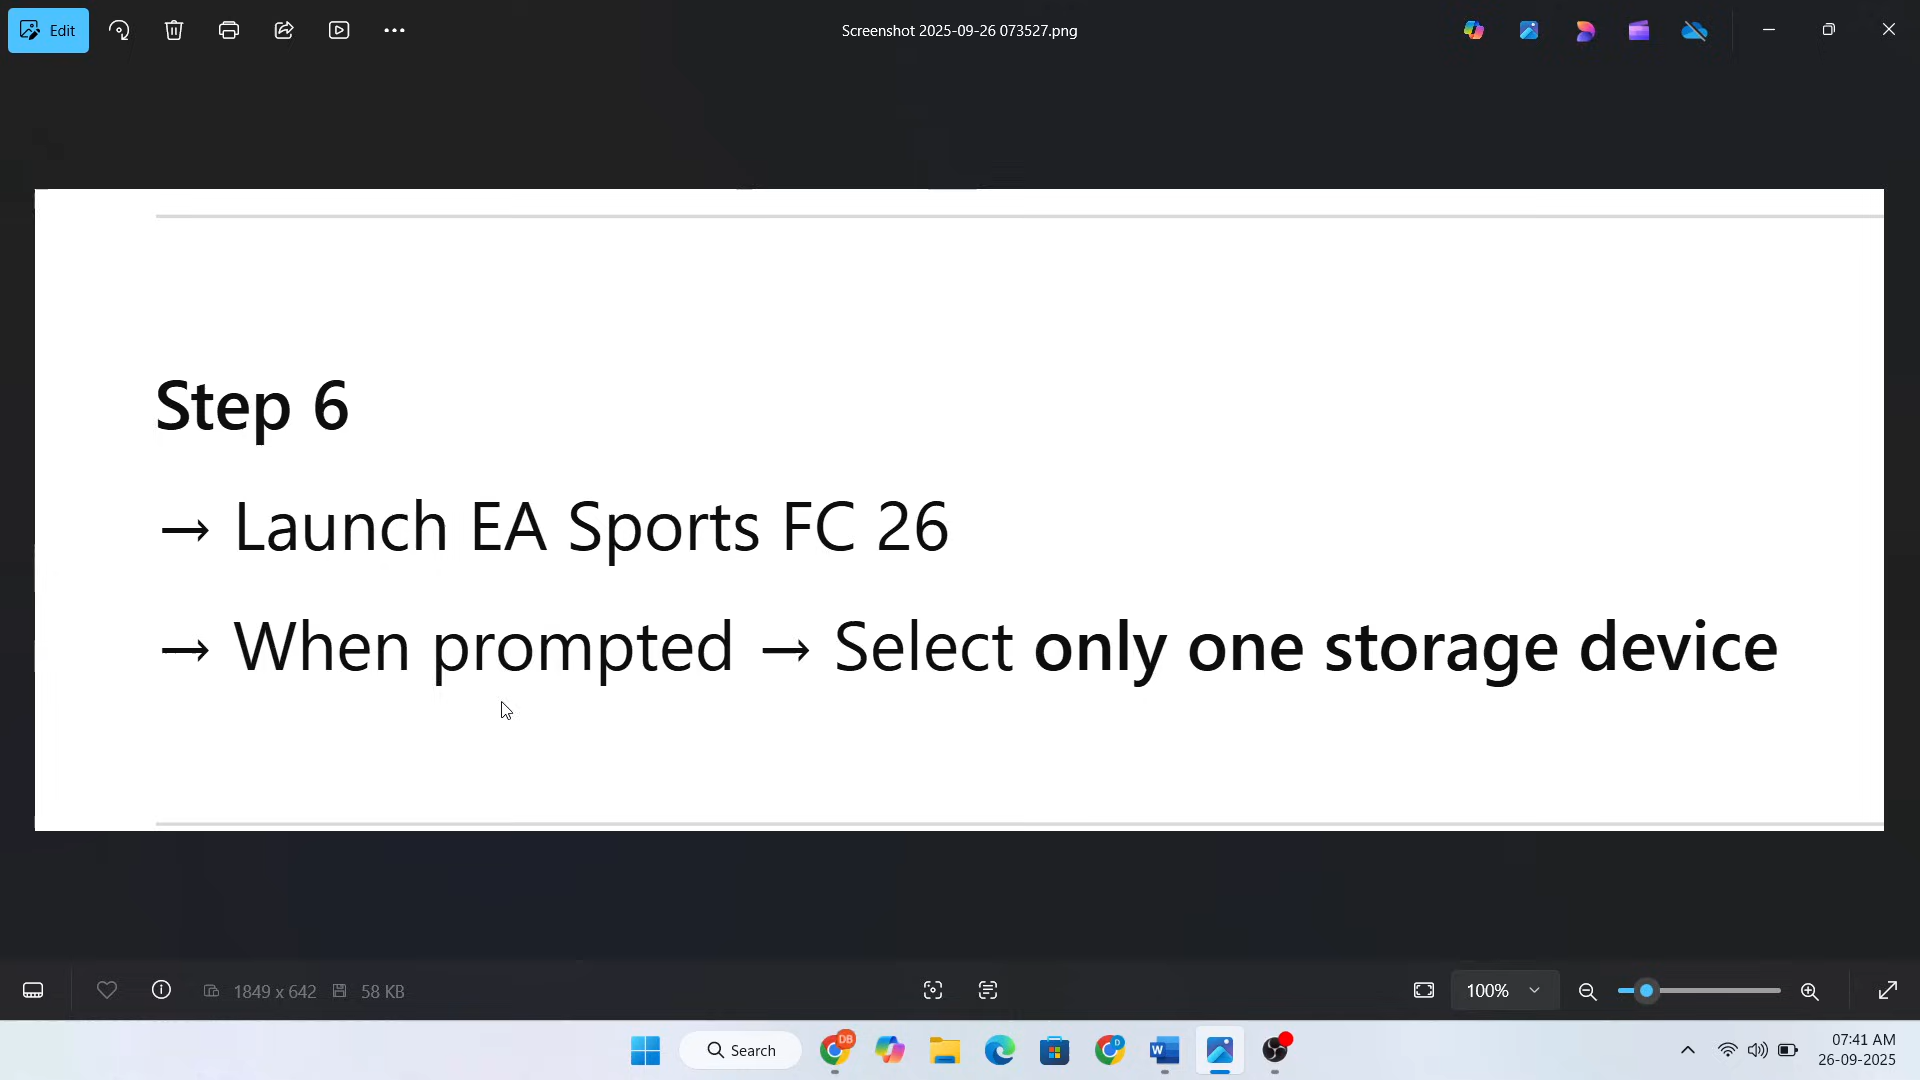 Edit
Screenshot 2025-09-26 073527.png
Step 6
→ Launch EA Sports FC 26
→ When prompted → Select only one storage device
1849 x 642
58 KB
100%
Search
DB
D
W
07:41 AM
26-09-2025